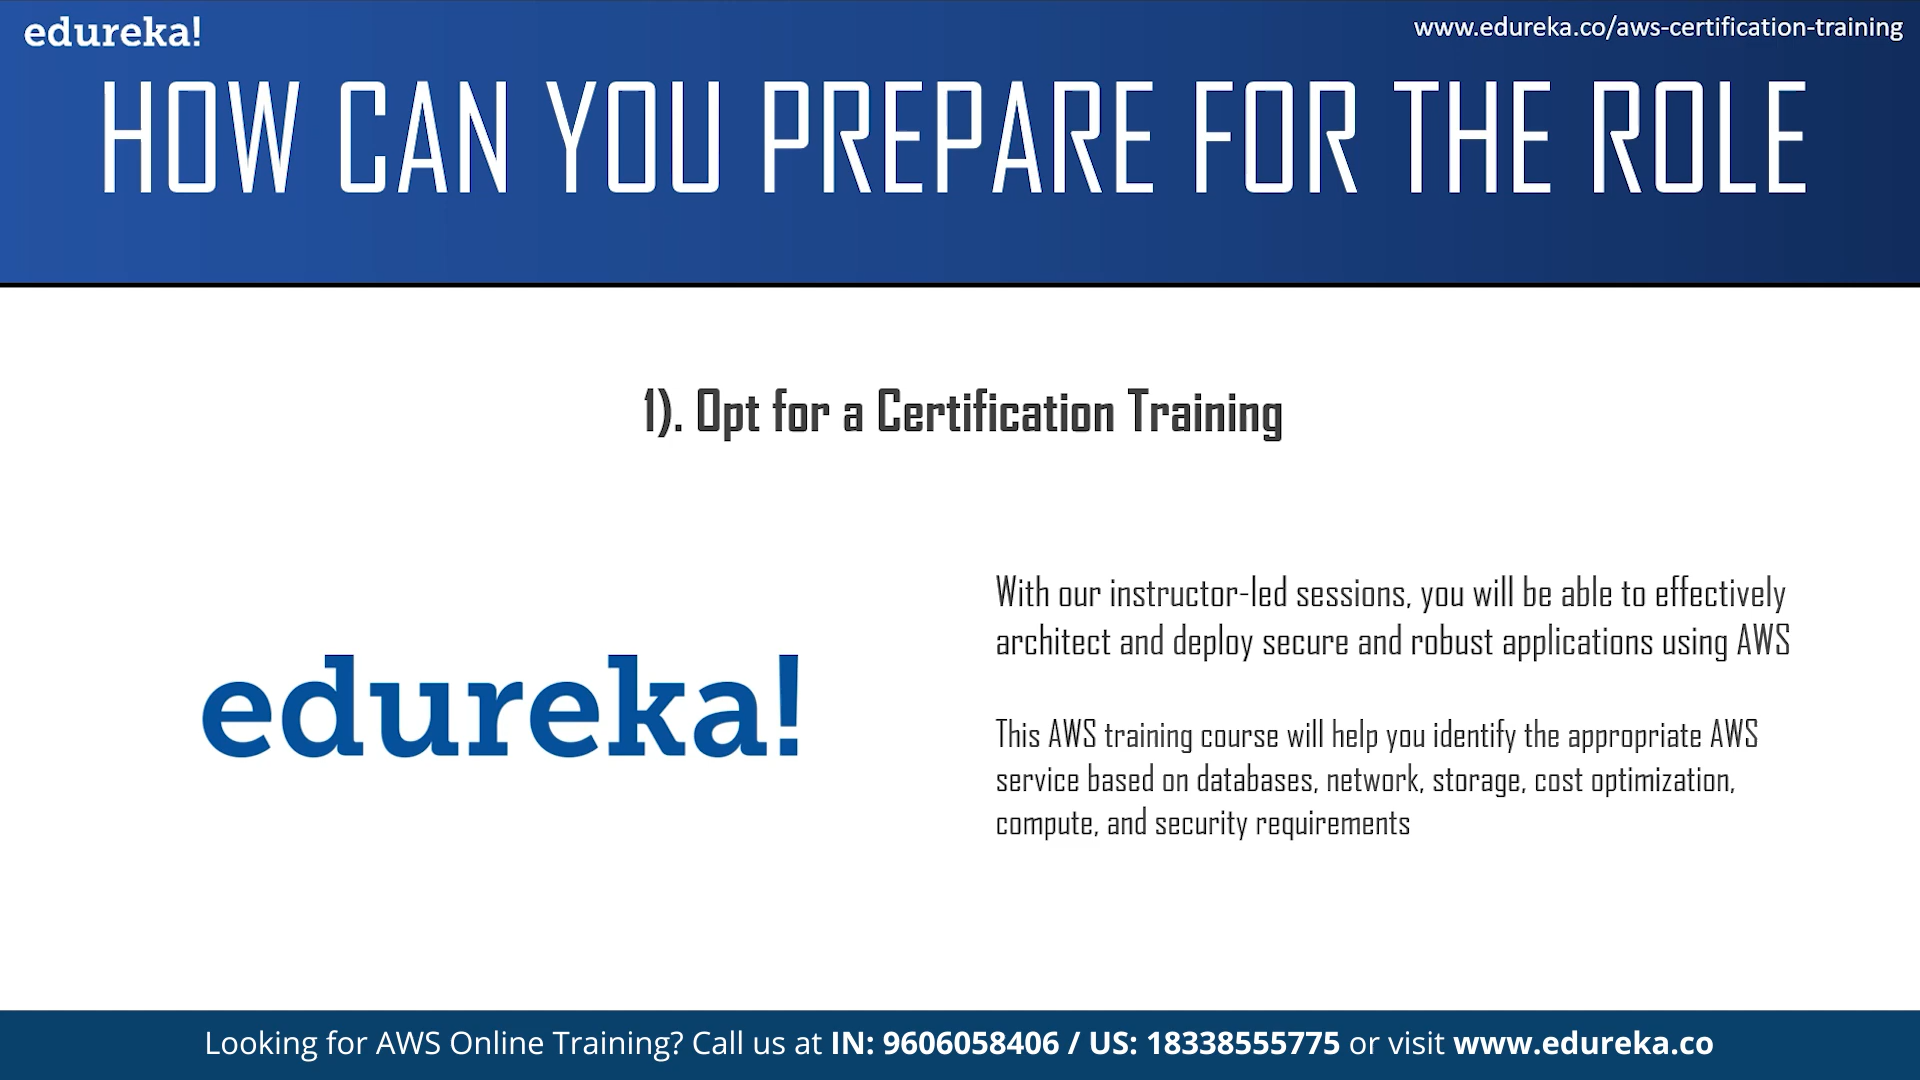 edureka!
www.edureka.co/aws-certification-training
HOW CAN YOU PREPARE FOR THE ROLE
1). Opt for a Certification Training
edureka!
With our instructor-led sessions, you will be able to effectively
architect and deploy secure and robust applications using AWS
This AWS training course will help you identify the appropriate AWS
service based on databases, network, storage, cost optimization,
compute, and security requirements
Looking for AWS Online Training? Call us at IN: 9606058406 / US: 18338555775 or visit www.edureka.co